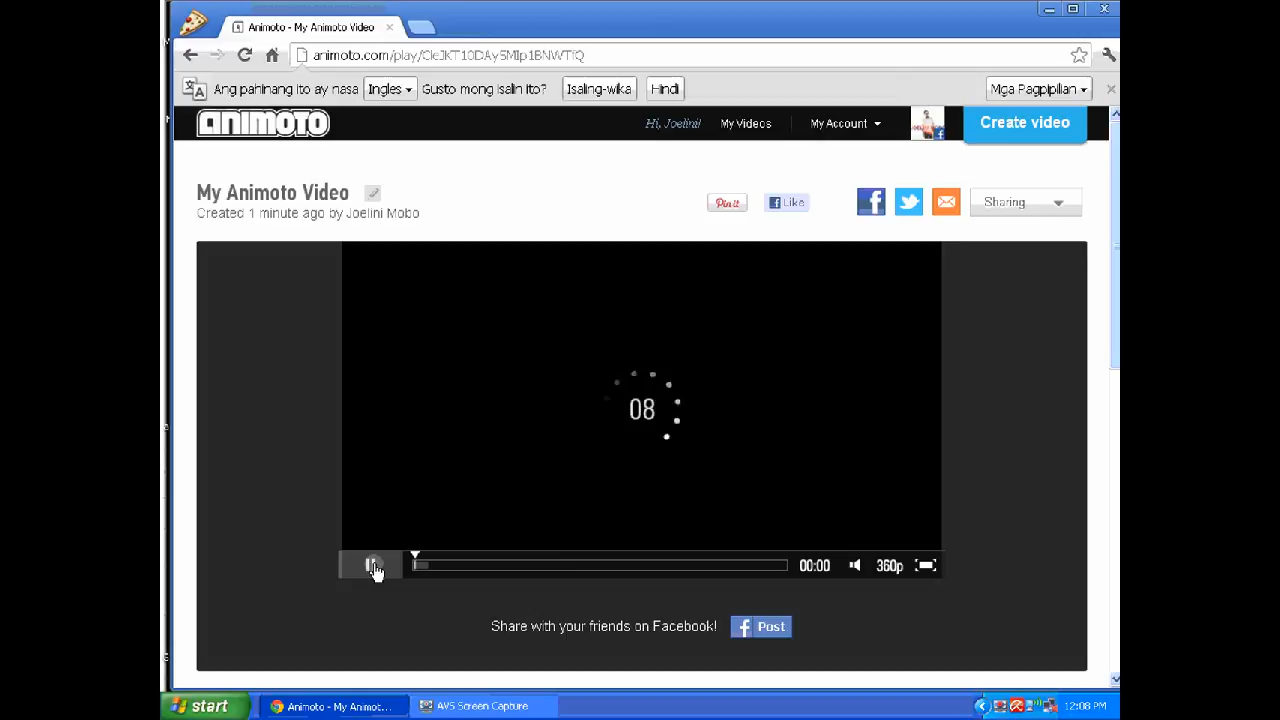 Animoto - My Animoto Video
animoto.com/play/
Ang pahinang ito ay nasa Ingles Gusto mong isalin ito? Isaling-wika Hindi Mga Pagpipilian
ANIMOTO Hi, Joelini! My Videos My Account Create video
My Animoto Video
Pin it Like Sharing
Created 1 minute ago by Joelini Mobo
08
00:00 360p
Share with your friends on Facebook! Post
start Animoto - My Animot... AVS Screen Capture 12:08 PM